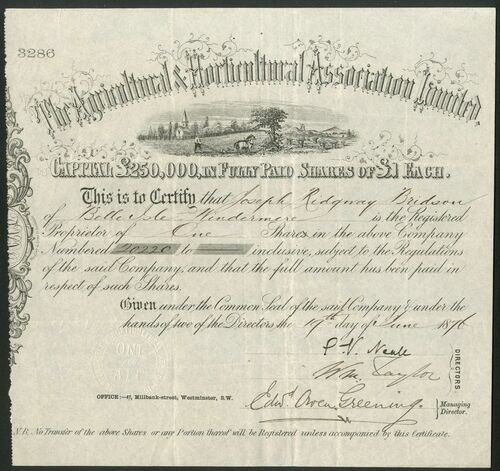 3286
The Agricultural & Horticultural Association Limited.
CAPITAL £250,000, IN FULLY PAID SHARES OF £1 EACH.
This is to Certify that Joseph Ridgway Bridson
of Belle Isle Windermere is the Registered
Proprietor of One Shares in the above Company
Numbered 20220 to inclusive, subject to the Regulations
of the said Company, and that the full amount has been paid in
respect of such Shares.
Given under the Common Seal of the said Company & under the
hands of two of the Directors the 19th day of June 1876
E V. Neale
Wm. Taylor
DIRECTORS
OFFICE:—47, Millbank-street, Westminster, S.W.
Edwd Owen Greening.
Managing
Director.
N.B. No Transfer of the above Shares or any Portion thereof will be Registered unless accompanied by this Certificate.